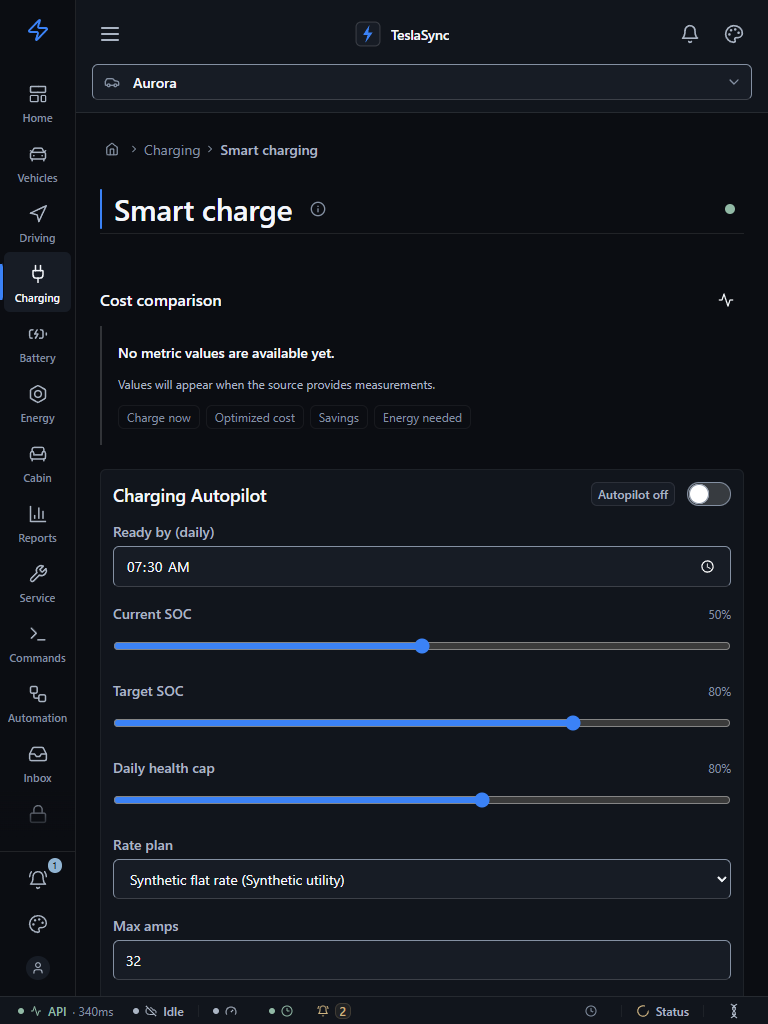 TeslaSync
Aurora
Home
Vehicles
Driving
Charging
Battery
Energy
Cabin
Reports
Service
Commands
Automation
Inbox
1
Charging
Smart charging
Smart charge
Cost comparison
No metric values are available yet.
Values will appear when the source provides measurements.
Charge now
Optimized cost
Savings
Energy needed
Charging Autopilot
Autopilot off
Ready by (daily)
07:30 AM
Current SOC
50%
Target SOC
80%
Daily health cap
80%
Rate plan
Synthetic flat rate (Synthetic utility)
Max amps
32
API · 340ms
Idle
2
Status